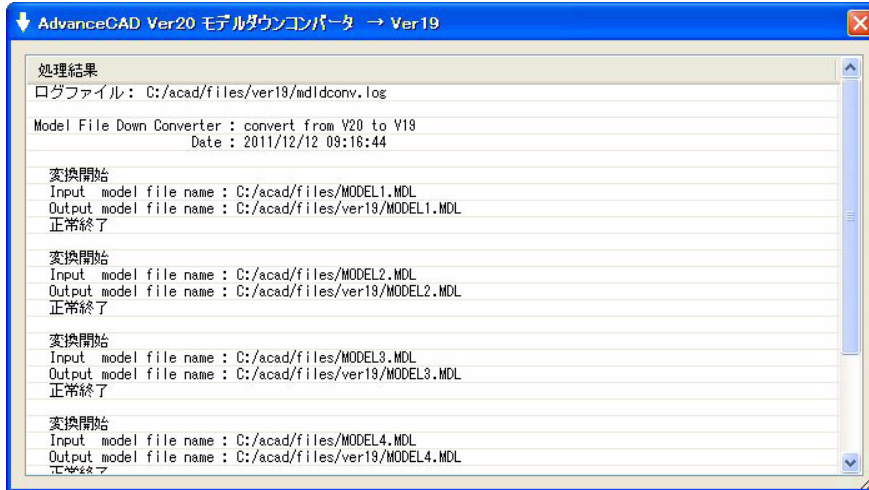 AdvanceCAD Ver20 モデルダウンコンバータ → Ver19
処理結果
ログファイル: C:/acad/files/ver19/mdldconv.log
Model File Down Converter : convert from V20 to V19
Date : 2011/12/12 09:16:44
変換開始
Input model file name : C:/acad/files/MODEL1.MDL
Output model file name : C:/acad/files/ver19/MODEL1.MDL
正常終了
変換開始
Input model file name : C:/acad/files/MODEL2.MDL
Output model file name : C:/acad/files/ver19/MODEL2.MDL
正常終了
変換開始
Input model file name : C:/acad/files/MODEL3.MDL
Output model file name : C:/acad/files/ver19/MODEL3.MDL
正常終了
変換開始
Input model file name : C:/acad/files/MODEL4.MDL
Output model file name : C:/acad/files/ver19/MODEL4.MDL
正常終了